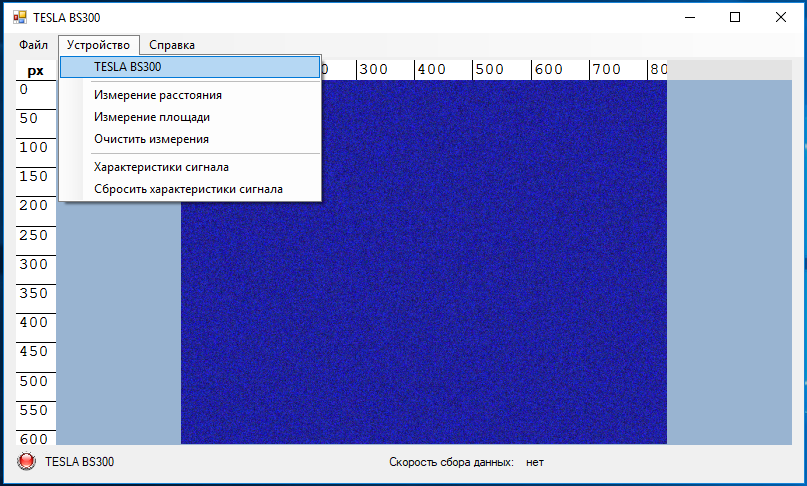 TESLA BS300
Файл Устройство Справка
TESLA BS300
Измерение расстояния
Измерение площади
Очистить измерения
Характеристики сигнала
Сбросить характеристики сигнала
px
300 400 500 600 700
0
50
100
150
200
250
300
350
400
450
500
550
600
TESLA BS300 Скорость сбора данных: нет